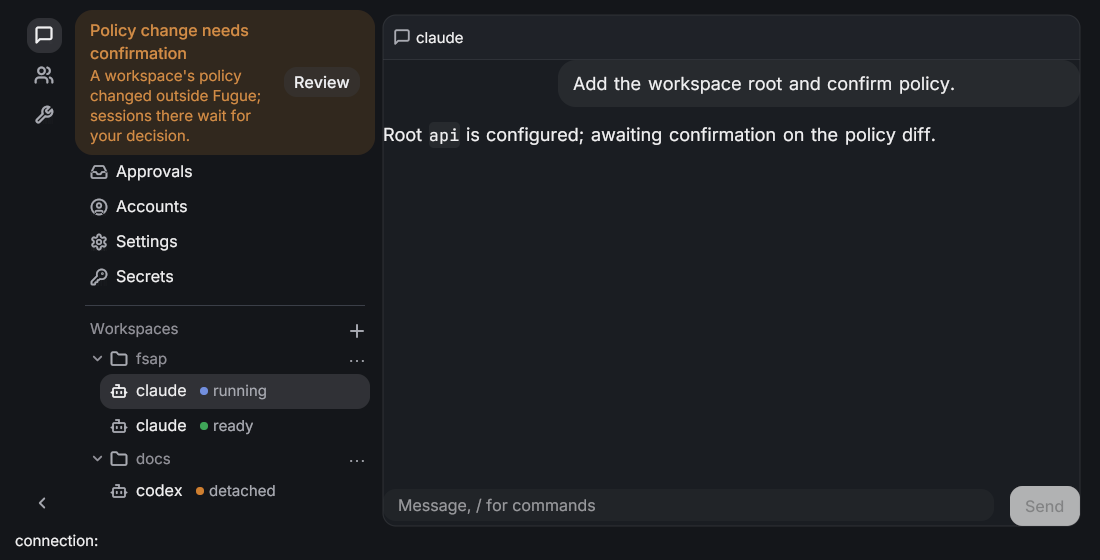 Policy change needs
confirmation
A workspace's policy
changed outside Fugue;
sessions there wait for
your decision.
Review
Approvals
Accounts
Settings
Secrets
Workspaces
fsap
claude running
claude ready
docs
codex detached
connection:
claude
Add the workspace root and confirm policy.
Root api is configured; awaiting confirmation on the policy diff.
Message, / for commands
Send